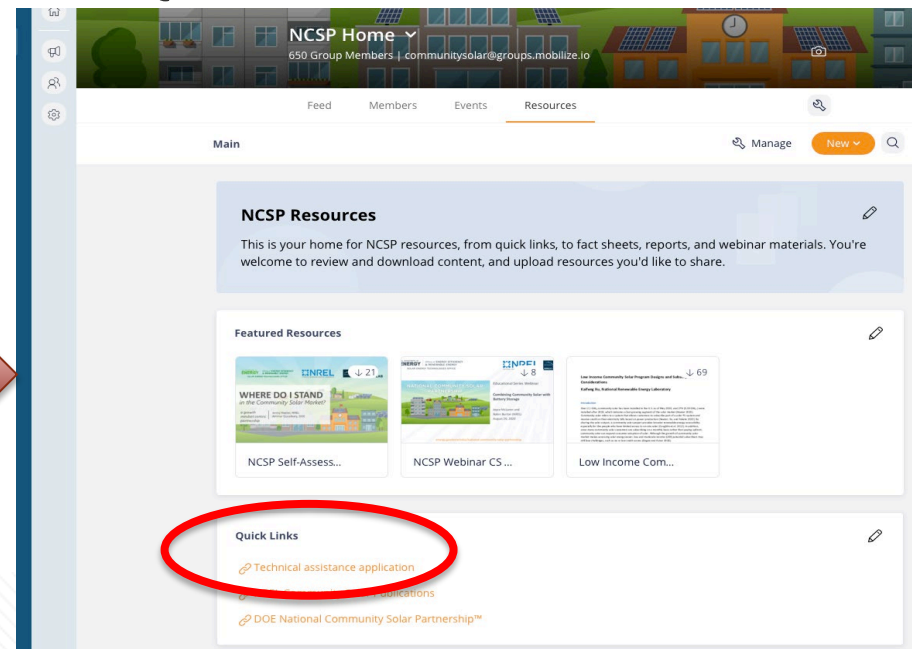 NCSP Home
650 Group Members | communitysolar@groups.mobilize.io
Feed Members Events Resources
Main Manage New
NCSP Resources
This is your home for NCSP resources, from quick links, to fact sheets, reports, and webinar materials. You're
welcome to review and download content, and upload resources you'd like to share.
Featured Resources
ENERGY NREL 21
WHERE DO I STAND
in the Community Solar Market?
ENERGY NREL 8
NATIONAL COMMUNITY SOLAR
Combining Community Solar with
Battery Storage
Low Income Community Solar Program Designs and 69
Considerations
NCSP Self-Assess... NCSP Webinar CS ... Low Income Com...
Quick Links
Technical assistance application
Publications
DOE National Community Solar Partnership™